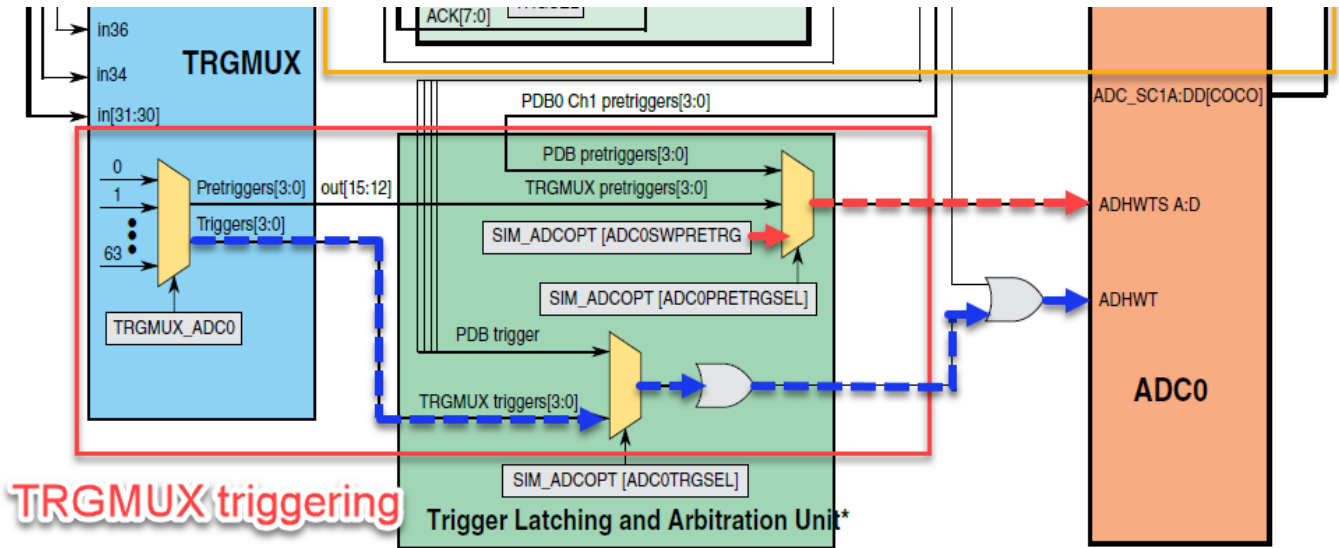 ACK[7:0]
in36
TRGMUX
in34
in[31:30]
PDB0 Ch1 pretriggers[3:0]
ADC_SC1A:DD[COCO]
0
1
63
Pretriggers[3:0]
Triggers[3:0]
out[15:12]
PDB pretriggers[3:0]
TRGMUX pretriggers[3:0]
SIM_ADCOPT [ADC0SWPRETRG
ADHWTS A:D
SIM_ADCOPT [ADC0PRETRGSEL]
ADHWT
TRGMUX_ADC0
PDB trigger
TRGMUX triggers[3:0]
ADC0
SIM_ADCOPT [ADC0TRGSEL]
TRGMUX triggering
Trigger Latching and Arbitration Unit*